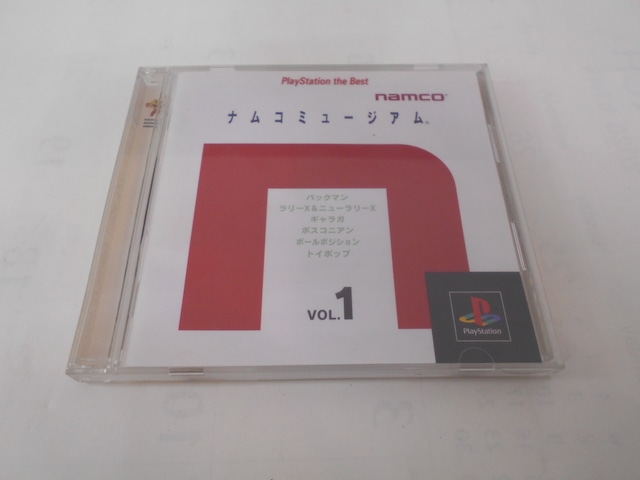 PlayStation the Best
namco
ナムコミュージアム
パックマン
ラリーX&ニューラリーX
ギャラガ
ボスコニアン
ポールポジション
トイポップ
VOL.1
PlayStation